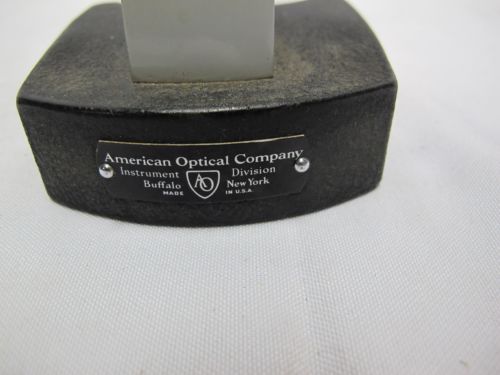 American Optical Company
Instrument Division
Buffalo AO New York
MADE IN U.S.A.